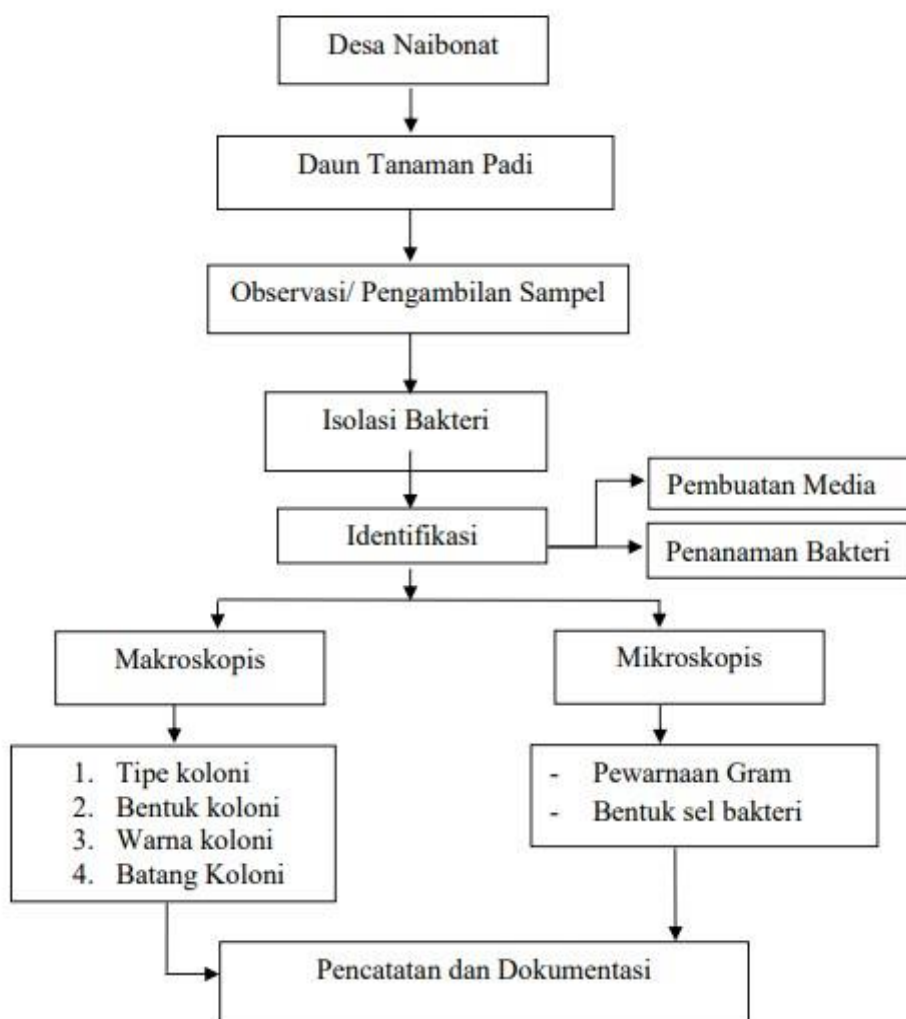 Desa Naibonat
Daun Tanaman Padi
Observasi/ Pengambilan Sampel
Isolasi Bakteri
Pembuatan Media
Identifikasi
Penanaman Bakteri
Makroskopis
Mikroskopis
1. Tipe koloni
2. Bentuk koloni
3. Warna koloni
4. Batang Koloni
- Pewarnaan Gram
- Bentuk sel bakteri
Pencatatan dan Dokumentasi